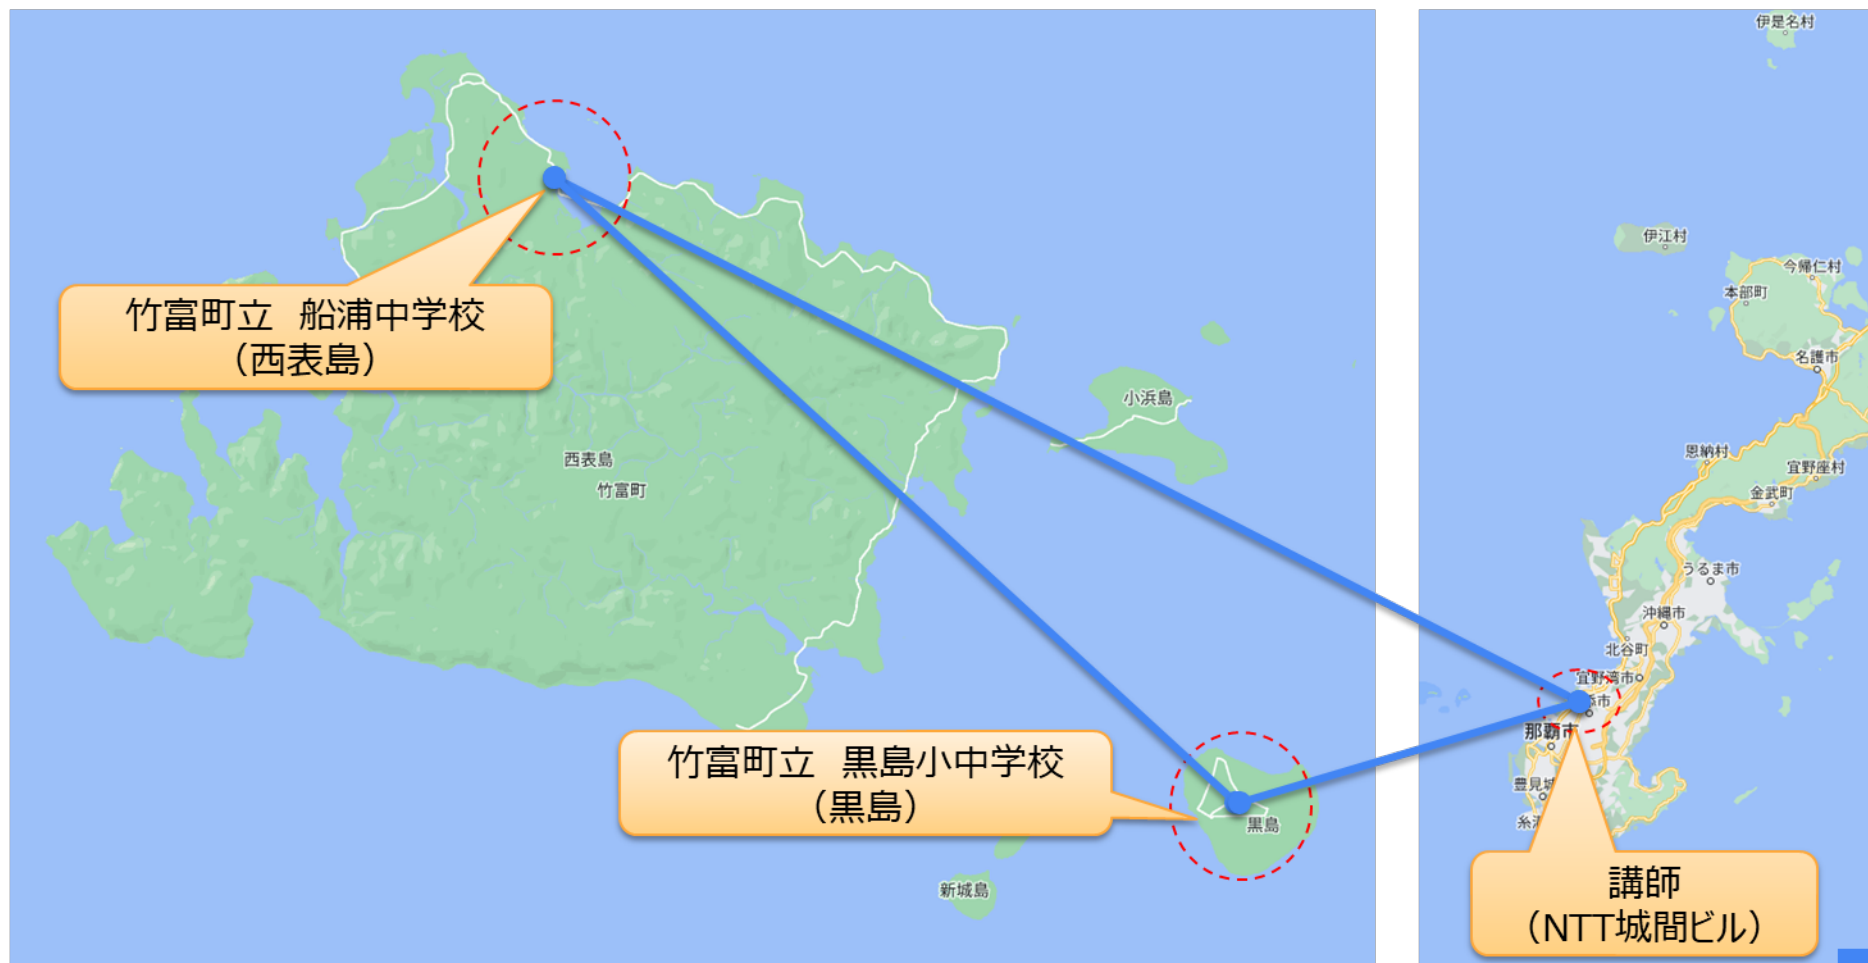 竹富町立　船浦中学校
（西表島）
小浜島
西表島
竹富町
竹富町立　黒島小中学校
（黒島）
黒島
新城島
伊是名村
伊江村
今帰仁村
本部町
名護市
恩納村
宜野座村
金武町
うるま市
沖縄市
北谷町
宜野湾市
添市
那覇市
豊見城
糸満
講師
（NTT城間ビル）